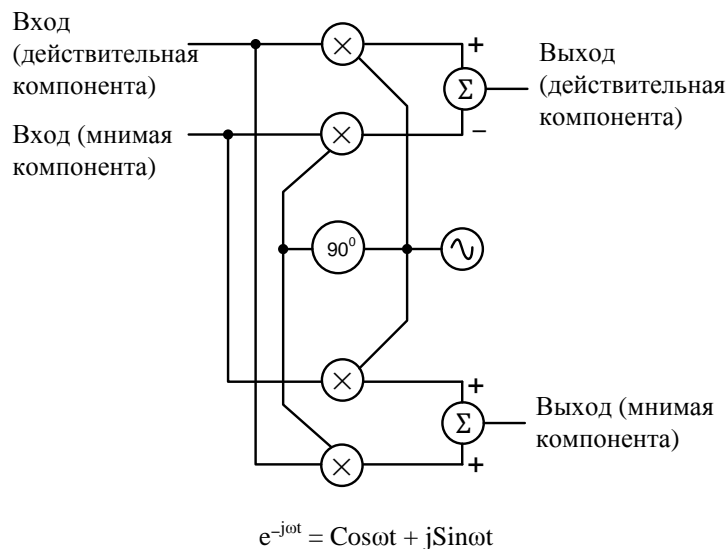 Вход
(действительная
компонента)
Вход (мнимая
компонента)
×
×
+
−
Σ
Выход
(действительная
компонента)
90⁰
×
×
+
+
Σ
Выход (мнимая
компонента)
e^−jωt = Cosωt + jSinωt